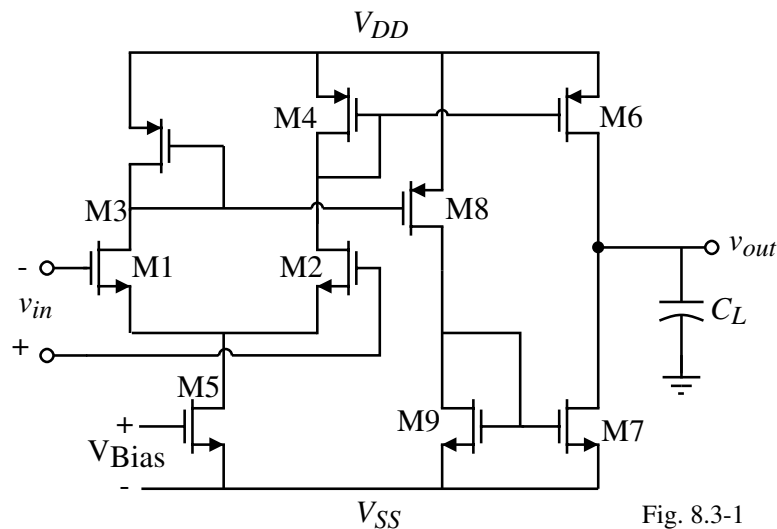 V_DD
M4
M6
M3
M8
-
M1
M2
v_out
v_in
C_L
+
M5
+
M9
M7
V_Bias
-
V_SS
Fig. 8.3-1